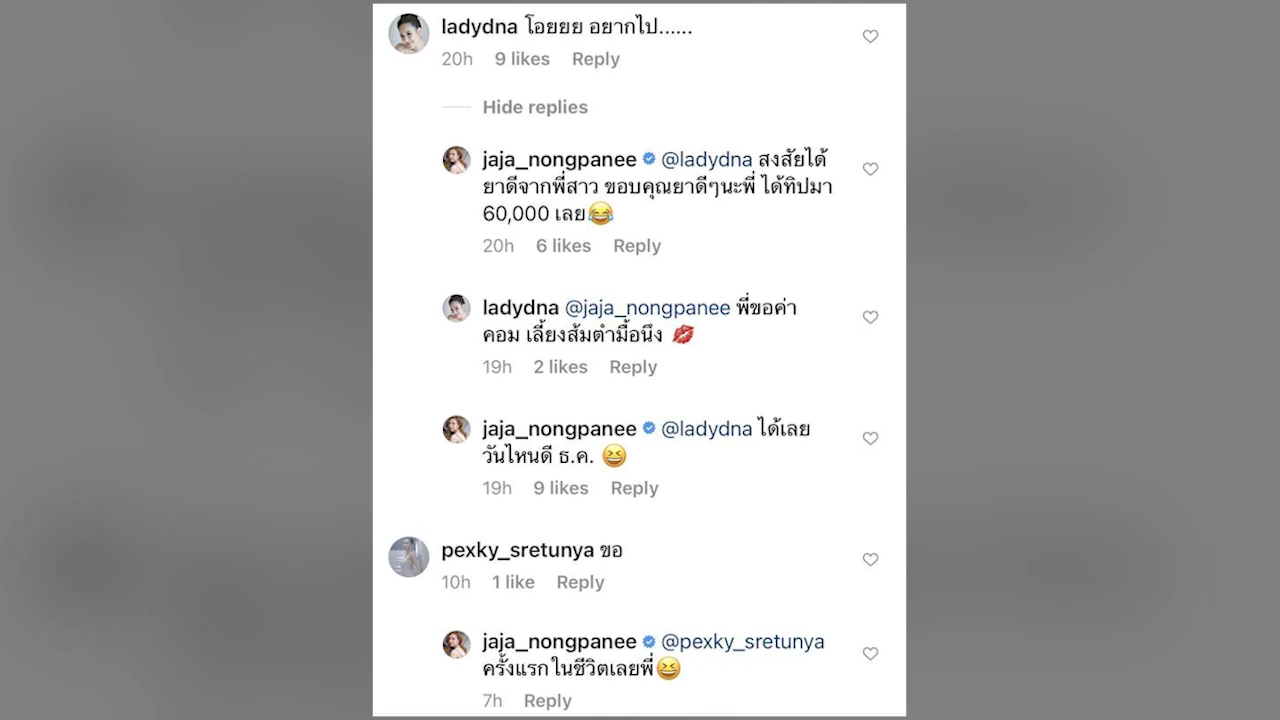 ladydna โอยยย อยากไป......
20h 9 likes Reply
Hide replies
jaja_nongpanee @ladydna สงสัยได้
ยาดีจากพี่สาว ขอบคุณยาดีๆนะพี่ ได้ทิปมา
60,000 เลย😂
20h 6 likes Reply
ladydna @jaja_nongpanee พี่ขอค่า
คอม เลี้ยงส้มตำมื้อนึง 💋
19h 2 likes Reply
jaja_nongpanee @ladydna ได้เลย
วันไหนดี ธ.ค. 😆
19h 9 likes Reply
pexky_sretunya ขอ
10h 1 like Reply
jaja_nongpanee @pexky_sretunya
ครั้งแรกในชีวิตเลยพี่😆
7h Reply